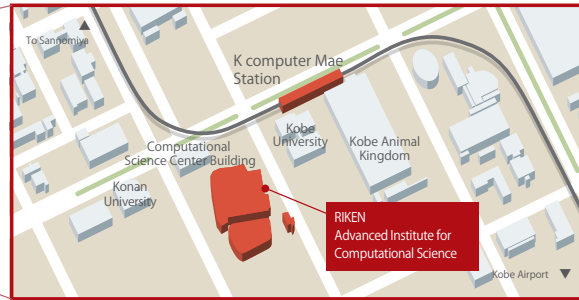 To Sannomiya
K computer Mae
Station
Computational
Science Center Building
Kobe
University
Kobe Animal
Kingdom
Konan
University
RIKEN
Advanced Institute for
Computational Science
Kobe Airport